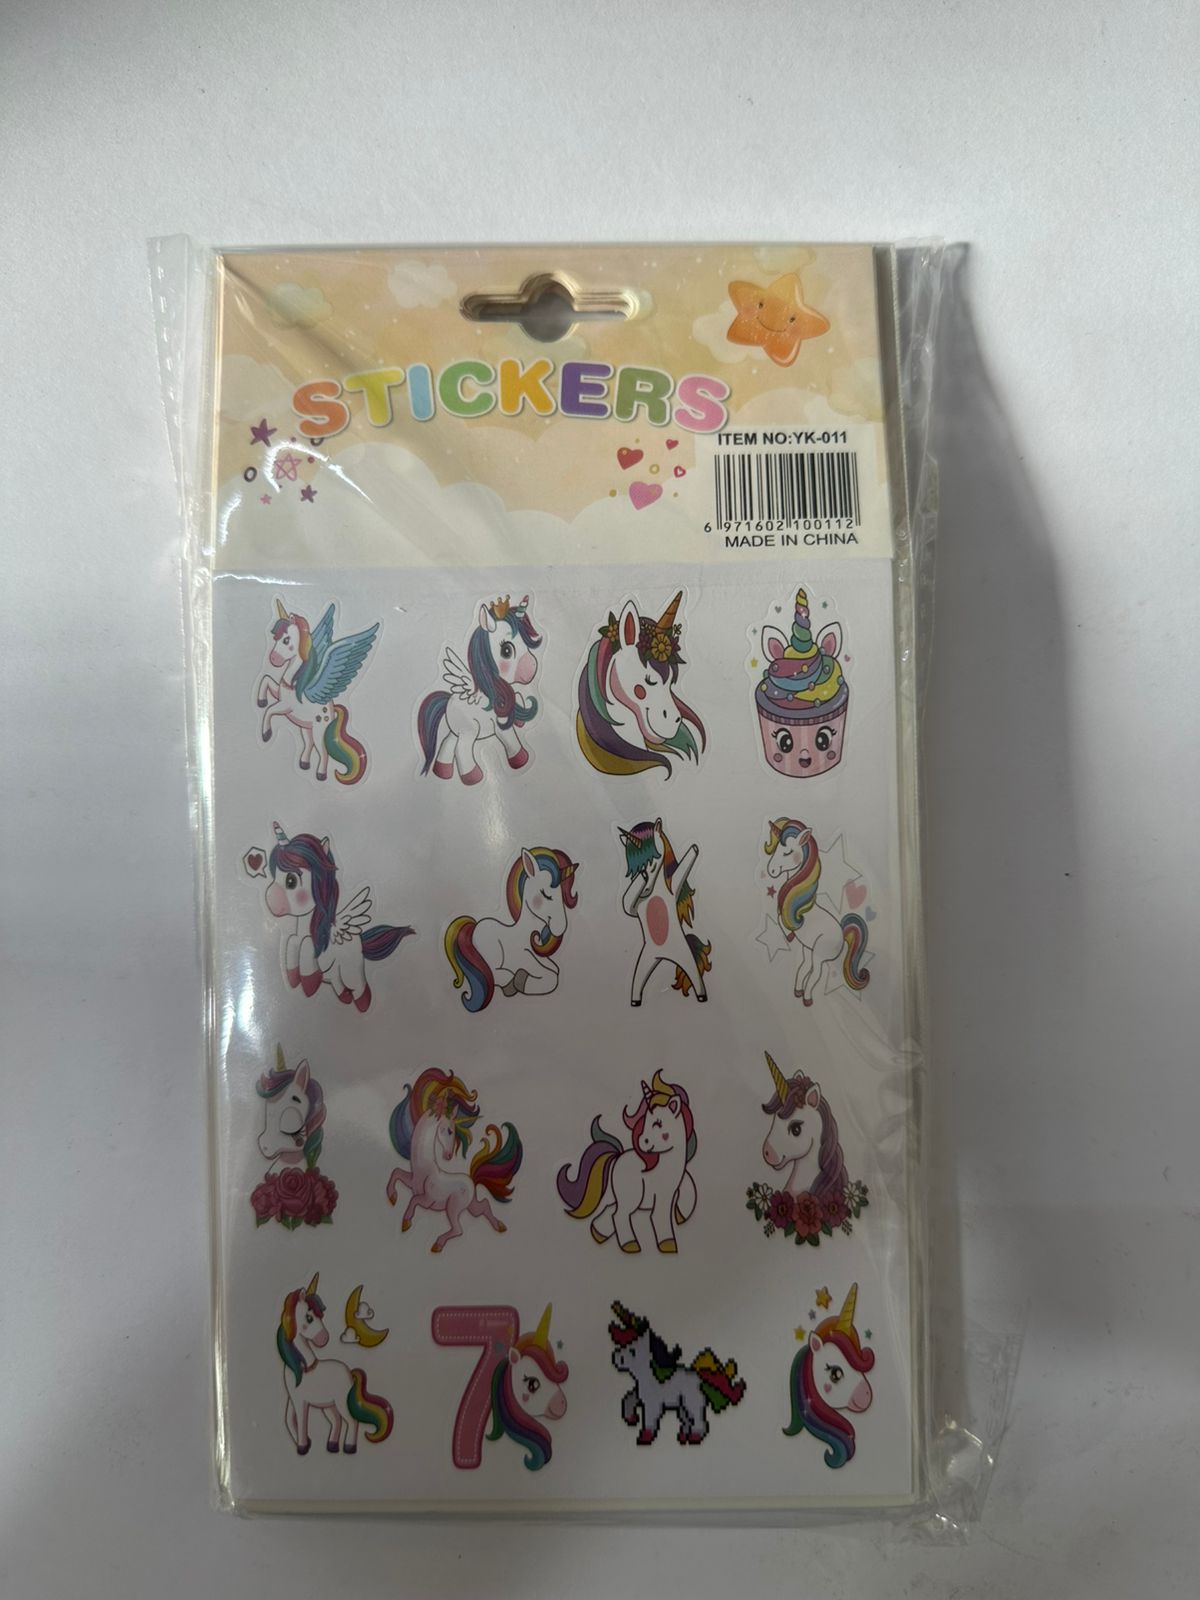 STICKERS
ITEM NO:YK-011
6 971602 100112
MADE IN CHINA
7